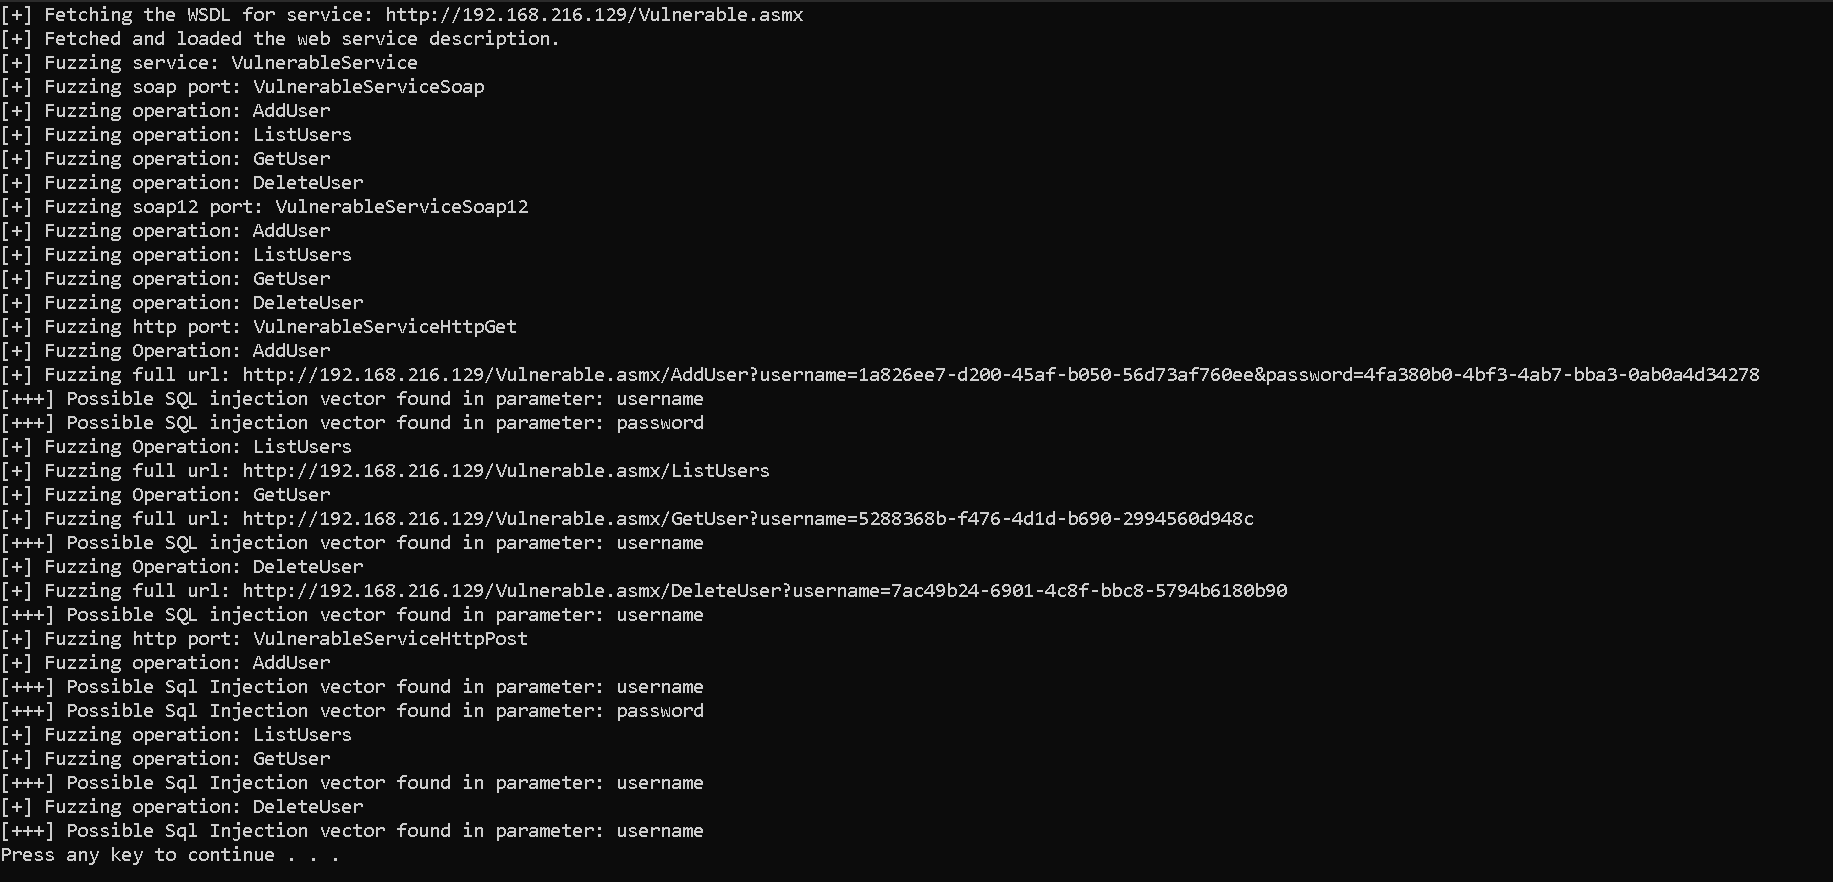 [+] Fetching the WSDL for service: http://192.168.216.129/Vulnerable.asmx
[+] Fetched and loaded the web service description.
[+] Fuzzing service: VulnerableService
[+] Fuzzing soap port: VulnerableServiceSoap
[+] Fuzzing operation: AddUser
[+] Fuzzing operation: ListUsers
[+] Fuzzing operation: GetUser
[+] Fuzzing operation: DeleteUser
[+] Fuzzing soap12 port: VulnerableServiceSoap12
[+] Fuzzing operation: AddUser
[+] Fuzzing operation: ListUsers
[+] Fuzzing operation: GetUser
[+] Fuzzing operation: DeleteUser
[+] Fuzzing http port: VulnerableServiceHttpGet
[+] Fuzzing Operation: AddUser
[+] Fuzzing full url: http://192.168.216.129/Vulnerable.asmx/AddUser?username=1a826ee7-d200-45af-b050-56d73af760ee&password=4fa380b0-4bf3-4ab7-bba3-0ab0a4d34278
[+++] Possible SQL injection vector found in parameter: username
[+++] Possible SQL injection vector found in parameter: password
[+] Fuzzing Operation: ListUsers
[+] Fuzzing full url: http://192.168.216.129/Vulnerable.asmx/ListUsers
[+] Fuzzing Operation: GetUser
[+] Fuzzing full url: http://192.168.216.129/Vulnerable.asmx/GetUser?username=5288368b-f476-4d1d-b690-2994560d948c
[+++] Possible SQL injection vector found in parameter: username
[+] Fuzzing Operation: DeleteUser
[+] Fuzzing full url: http://192.168.216.129/Vulnerable.asmx/DeleteUser?username=7ac49b24-6901-4c8f-bbc8-5794b6180b90
[+++] Possible SQL injection vector found in parameter: username
[+] Fuzzing http port: VulnerableServiceHttpPost
[+] Fuzzing operation: AddUser
[+++] Possible Sql Injection vector found in parameter: username
[+++] Possible Sql Injection vector found in parameter: password
[+] Fuzzing operation: ListUsers
[+] Fuzzing operation: GetUser
[+++] Possible Sql Injection vector found in parameter: username
[+] Fuzzing operation: DeleteUser
[+++] Possible Sql Injection vector found in parameter: username
Press any key to continue . . .